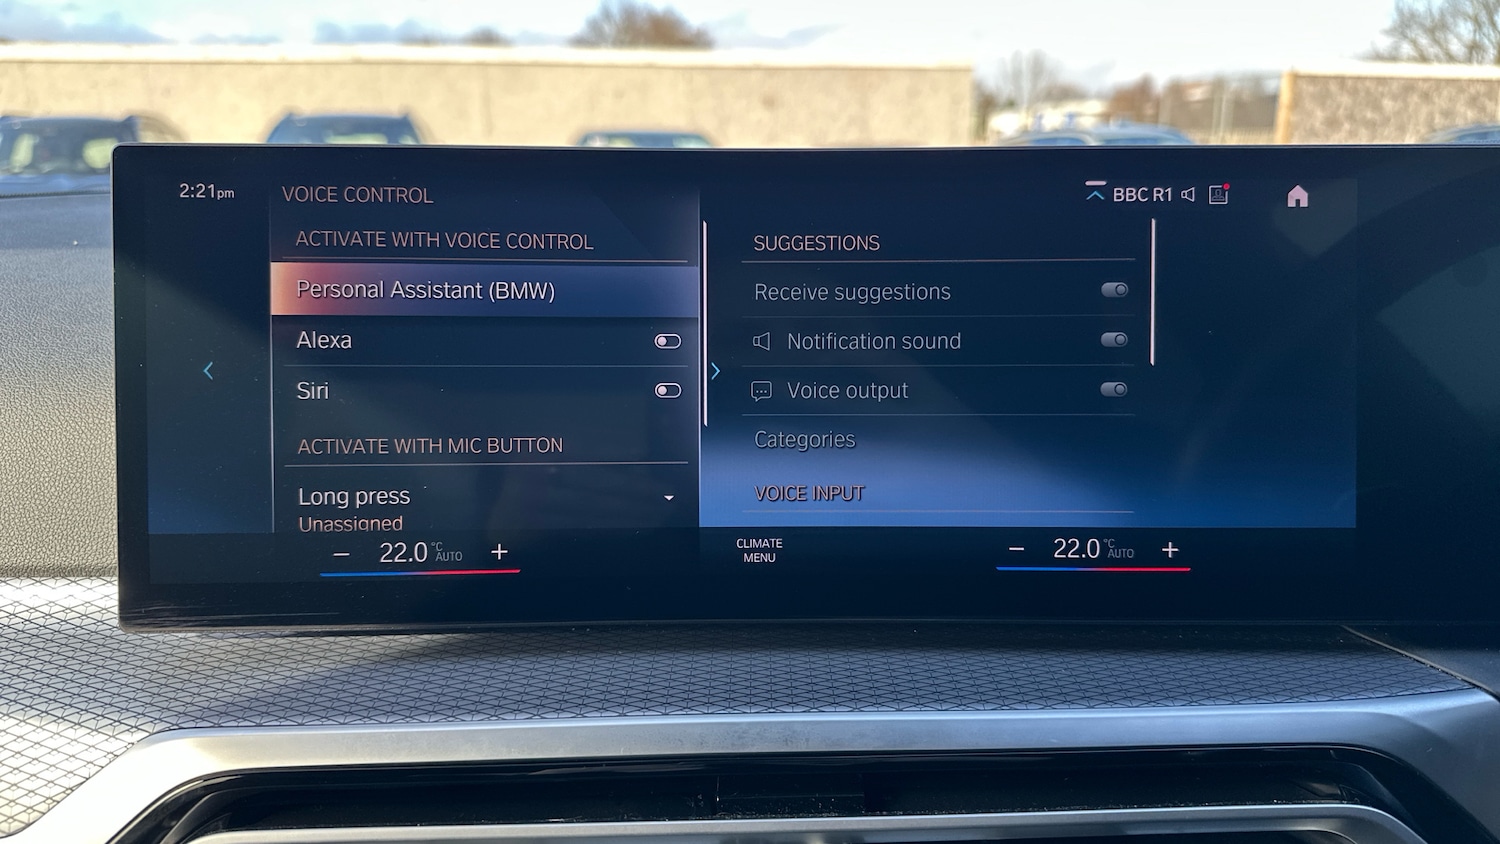 2:21pm
VOICE CONTROL
BBC R1
ACTIVATE WITH VOICE CONTROL
Personal Assistant (BMW)
Alexa
Siri
ACTIVATE WITH MIC BUTTON
Long press
Unassigned
SUGGESTIONS
Receive suggestions
Notification sound
Voice output
Categories
VOICE INPUT
− 22.0 °C AUTO +
CLIMATE
MENU
− 22.0 °C AUTO +